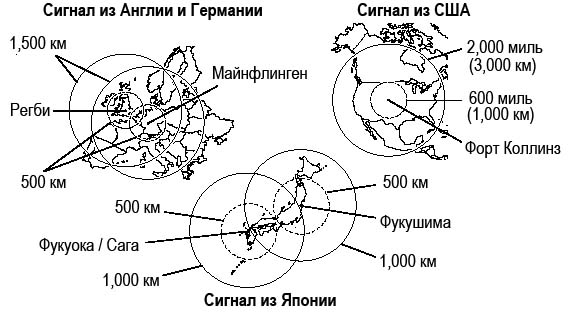 Сигнал из Англии и Германии
1,500 км
Майнфлинген
Регби
500 км
Сигнал из США
2,000 миль
(3,000 км)
600 миль
(1,000 км)
Форт Коллинз
500 км
500 км
Фукушима
Фукуока / Сага
1,000 км
1,000 км
Сигнал из Японии